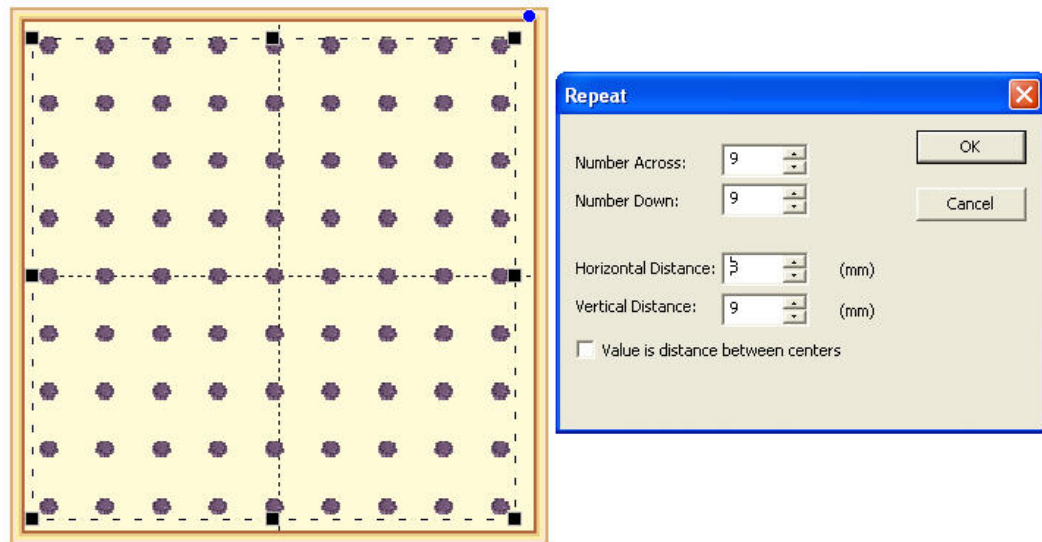 Repeat
Number Across: 9
OK
Number Down: 9
Cancel
Horizontal Distance: (mm)
Vertical Distance: 9 (mm)
Value is distance between centers